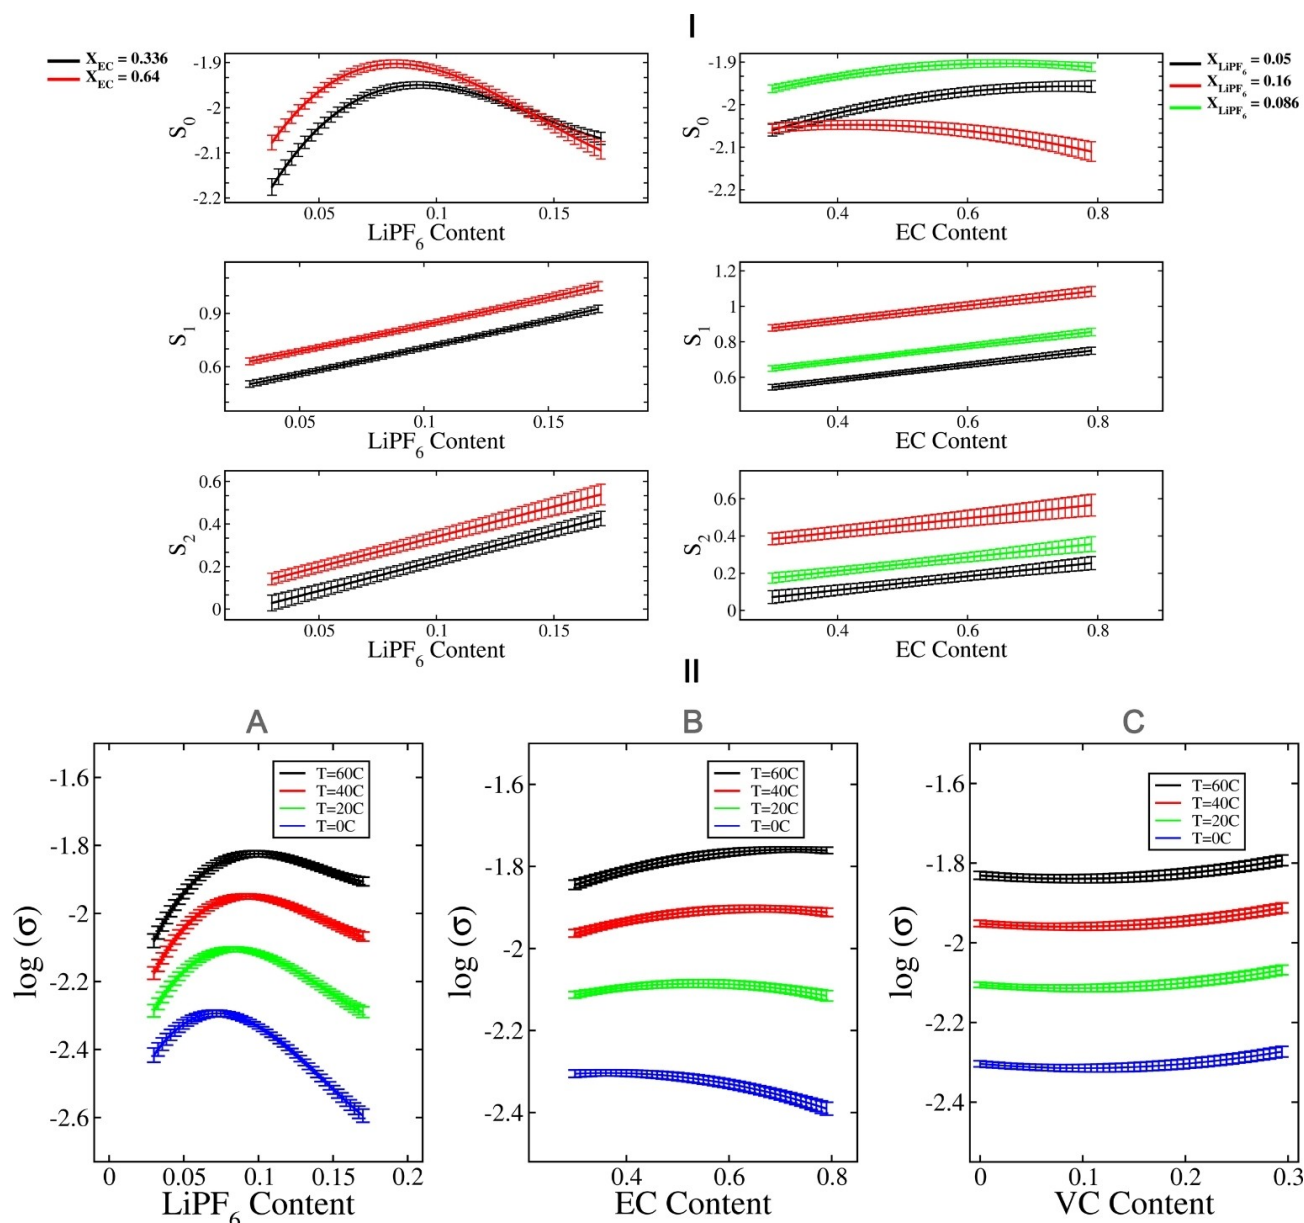 I
X_EC = 0.336
X_EC = 0.64
-1.9
-2
-2.1
-2.2
S_0
0.05
0.1
0.15
LiPF_6 Content
-1.9
-2
-2.1
-2.2
S_0
0.4
0.6
0.8
EC Content
X_LiPF_6 = 0.05
X_LiPF_6 = 0.16
X_LiPF_6 = 0.086
0.9
0.6
S_1
0.05
0.1
0.15
LiPF_6 Content
1.2
1
0.8
0.6
S_1
0.4
0.6
0.8
EC Content
0.6
0.4
0.2
0
S_2
0.05
0.1
0.15
LiPF_6 Content
0.6
0.4
0.2
0
S_2
0.4
0.6
0.8
EC Content
II
A
T=60C
T=40C
T=20C
T=0C
-1.6
-1.8
-2
-2.2
-2.4
-2.6
log (σ)
0
0.05
0.1
0.15
0.2
LiPF_6 Content
B
T=60C
T=40C
T=20C
T=0C
-1.6
-1.8
-2
-2.2
-2.4
log (σ)
0.4
0.6
0.8
EC Content
C
T=60C
T=40C
T=20C
T=0C
-1.6
-1.8
-2
-2.2
-2.4
log (σ)
0
0.1
0.2
0.3
VC Content